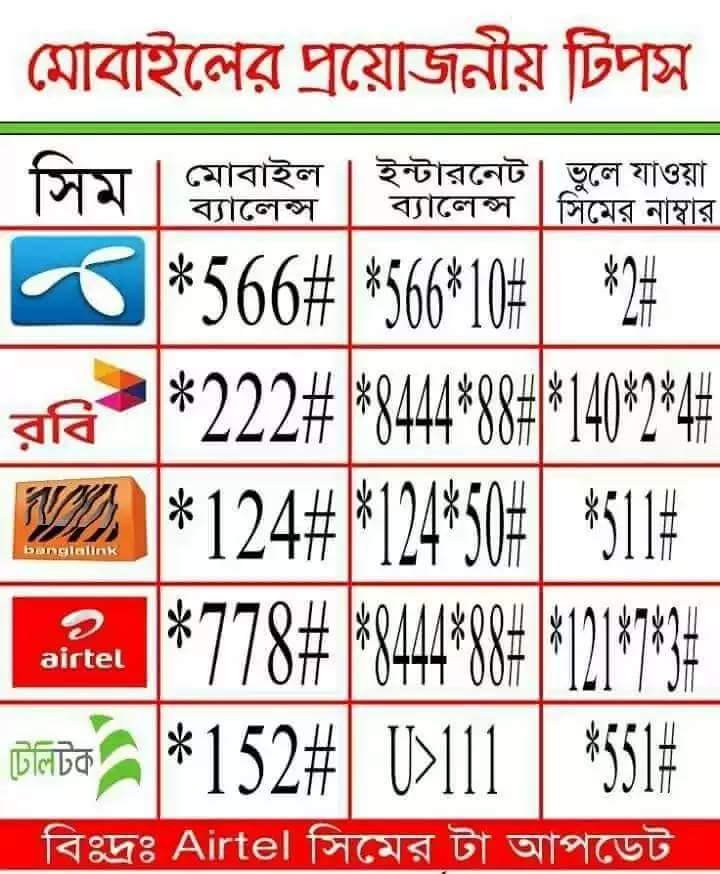 মোবাইলের প্রয়োজনীয় টিপস
সিম
মোবাইল
ব্যালেন্স
ইন্টারনেট
ব্যালেন্স
ভুলে যাওয়া
সিমের নাম্বার
*566# *566*10# *2#
রবি *222# *8444*88# *140*2*4#
banglalink *124# *124*50# *511#
airtel *778# *8444*88# *121*7*3#
টেলিটক *152# U>111 *551#
বিঃদ্রঃ Airtel সিমের টা আপডেট